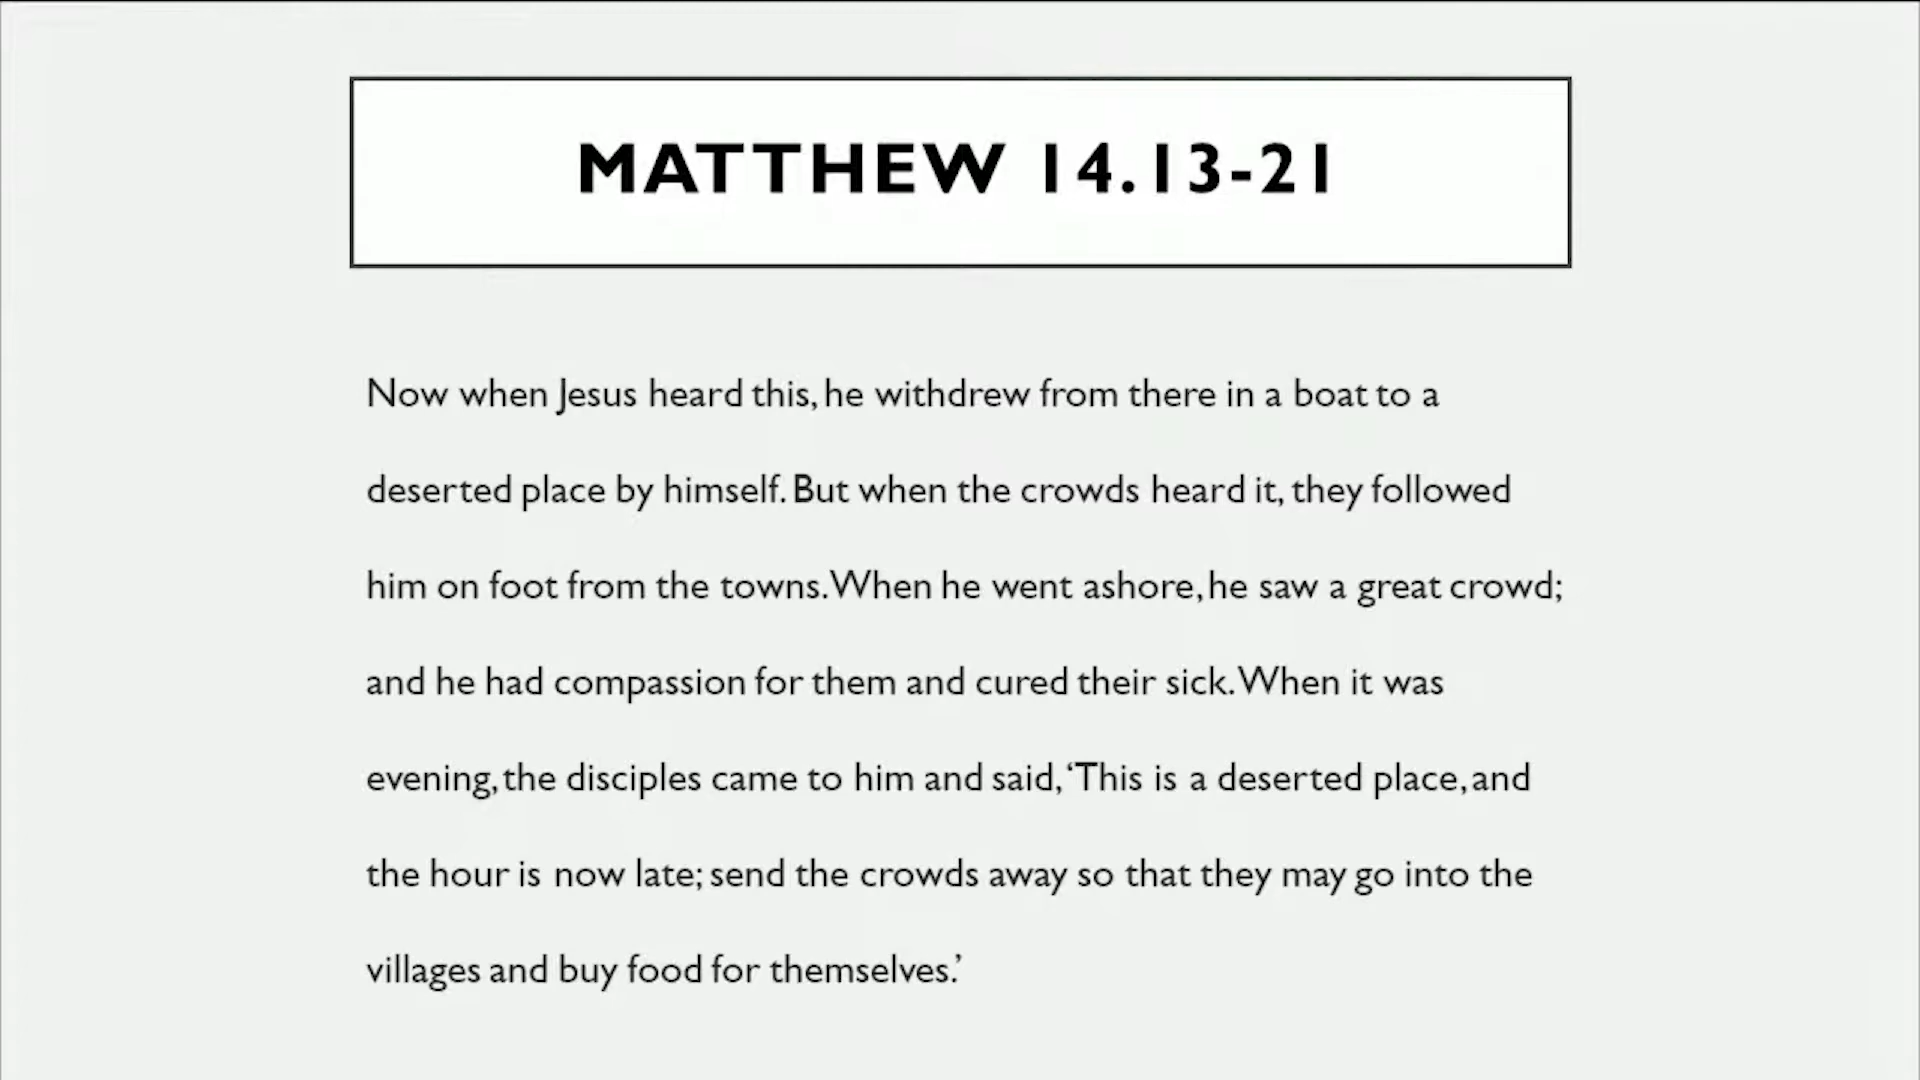 MATTHEW 14.13-21
Now when Jesus heard this, he withdrew from there in a boat to a
deserted place by himself. But when the crowds heard it, they followed
him on foot from the towns. When he went ashore, he saw a great crowd;
and he had compassion for them and cured their sick. When it was
evening, the disciples came to him and said, ‘This is a deserted place, and
the hour is now late; send the crowds away so that they may go into the
villages and buy food for themselves.’